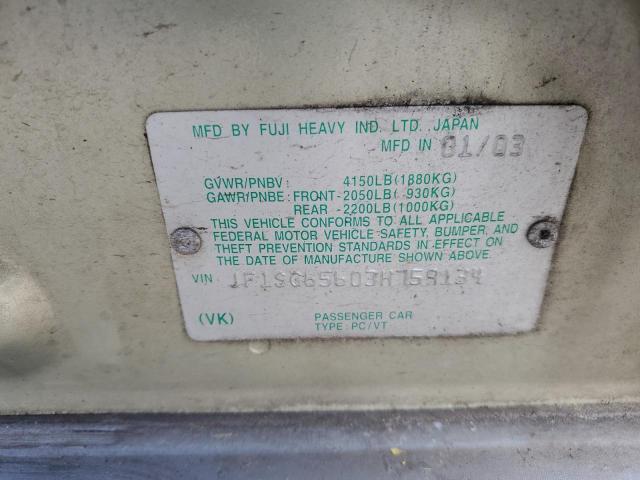 MFD BY FUJI HEAVY IND. LTD. JAPAN
MFD IN 01/03
GVWR/PNBV: 4150LB(1880KG)
GAWR/PNBE: FRONT-2050LB( 930KG)
REAR -2200LB(1000KG)
THIS VEHICLE CONFORMS TO ALL APPLICABLE
FEDERAL MOTOR VEHICLE SAFETY, BUMPER, AND
THEFT PREVENTION STANDARDS IN EFFECT ON
THE DATE OF MANUFACTURE SHOWN ABOVE.
VIN JF1SG65603H759134
(VK) PASSENGER CAR
TYPE: PC/VT